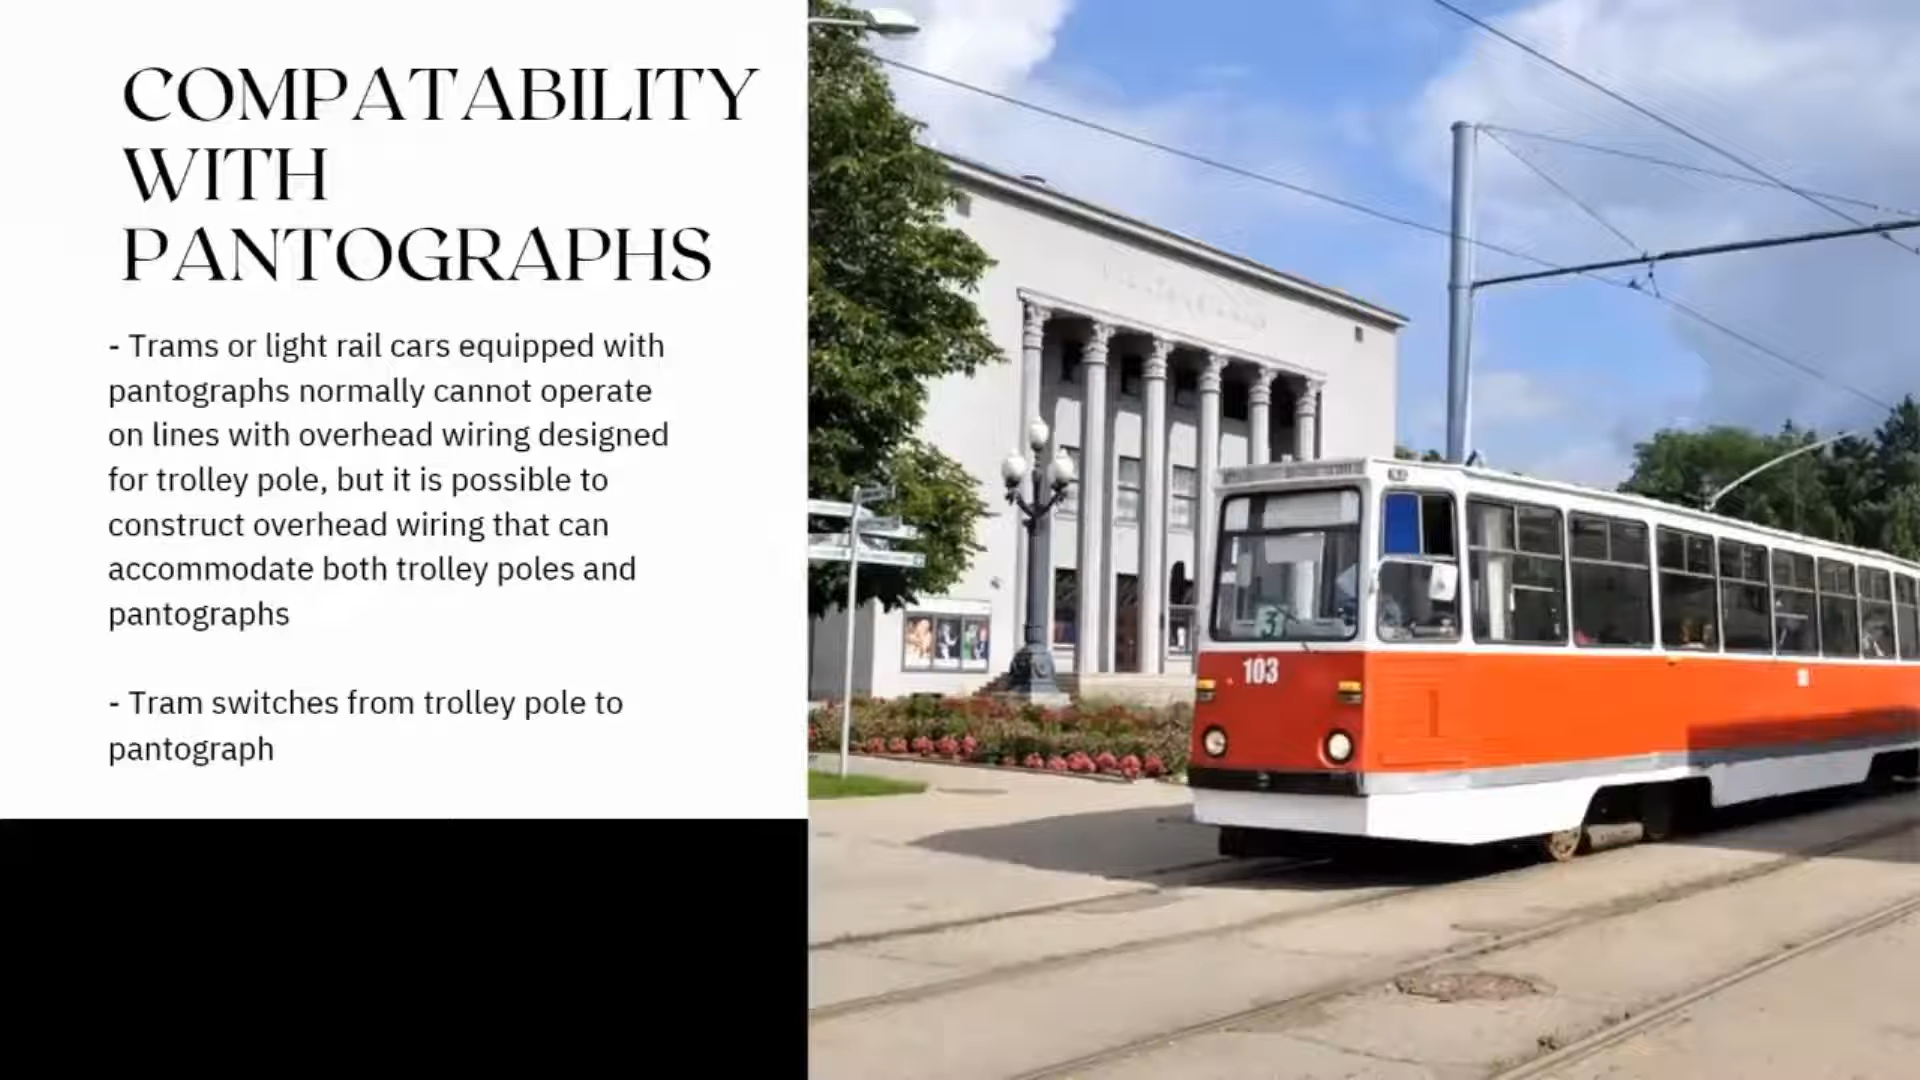 COMPATABILITY
WITH
PANTOGRAPHS
- Trams or light rail cars equipped with
pantographs normally cannot operate
on lines with overhead wiring designed
for trolley pole, but it is possible to
construct overhead wiring that can
accommodate both trolley poles and
pantographs
- Tram switches from trolley pole to
pantograph
3
103